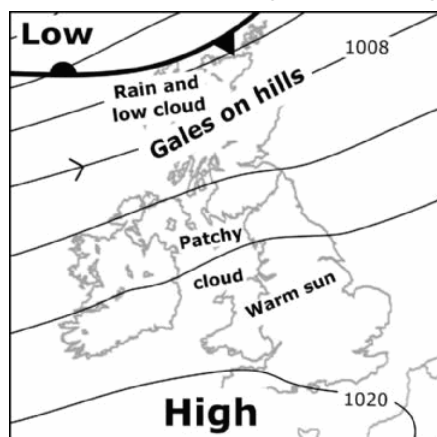 Low
1008
Rain and
low cloud
Gales on hills
Patchy
cloud
Warm sun
1020
High